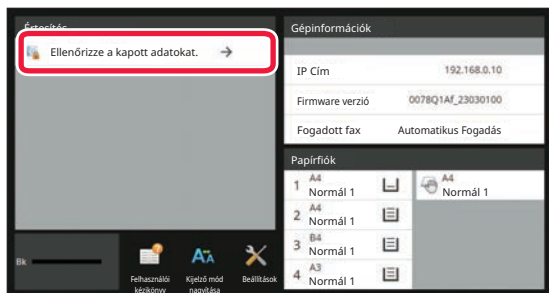 Értesítés
Ellenőrizze a kapott adatokat.
Gépinformációk
IP Cím 192.168.0.10
Firmware verzió 0078Q1Af_23030100
Fogadott fax Automatikus Fogadás
Papírfiók
1 A4
Normál 1
A4
Normál 1
2 A4
Normál 1
3 B4
Normál 1
4 A3
Normál 1
Bk
Felhasználói
kézikönyv
Kijelző mód
nagyítása
Beállítások